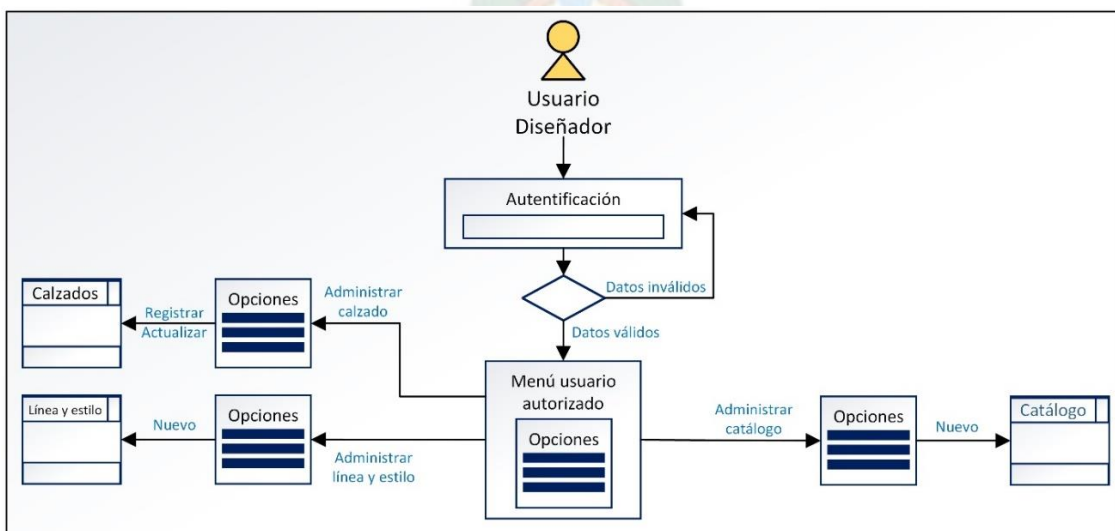 Usuario
Diseñador
Autentificación
Datos inválidos
Datos válidos
Calzados
Registrar
Actualizar
Opciones
Administrar
calzado
Línea y estilo
Nuevo
Opciones
Administrar
línea y estilo
Menú usuario
autorizado
Opciones
Administrar
catálogo
Opciones
Nuevo
Catálogo